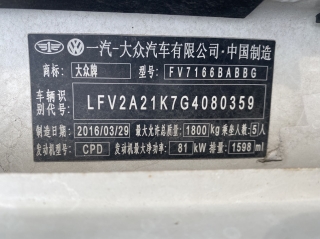 一汽-大众汽车有限公司·中国制造
商标: 大众牌 型号: FV7166BABBG
车辆识别代号: LFV2A21K7G4080359
制造年月: 2016/03/29 最大允许总质量: 1800 kg 乘座人数: 5 人
发动机型号: CPD 发动机最大净功率: 81 kW 排量: 1598 ml